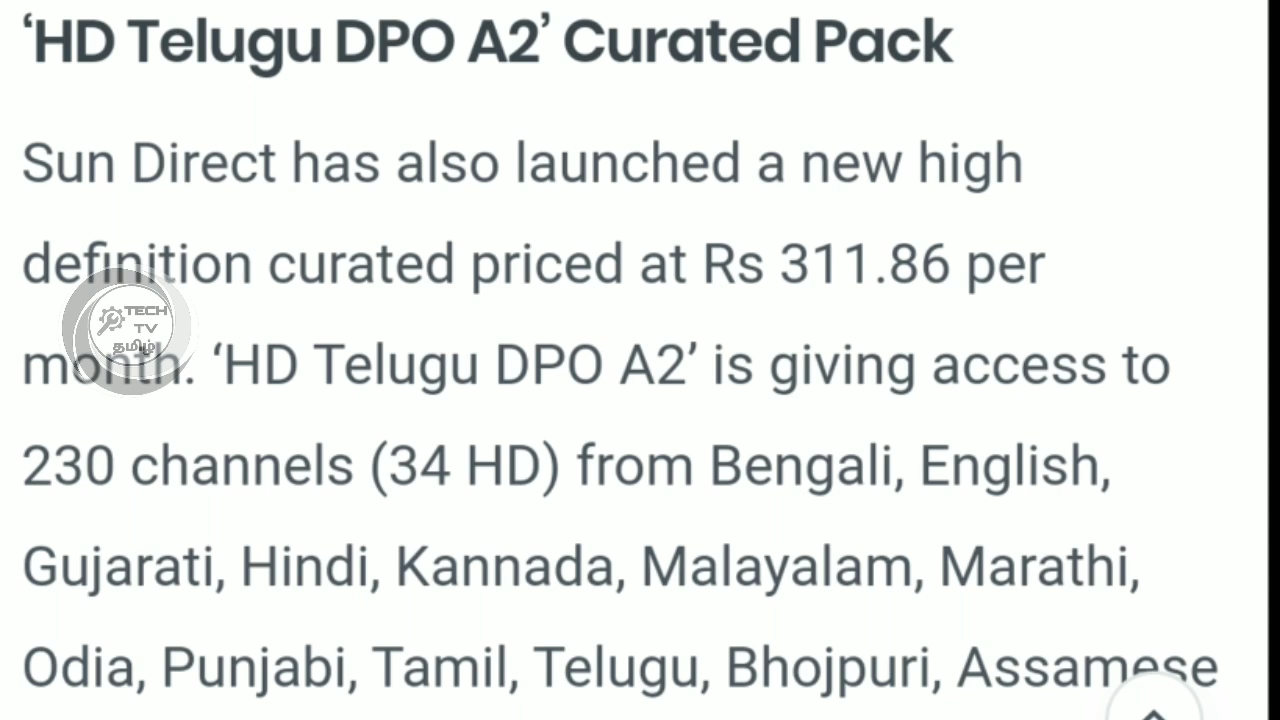 ‘HD Telugu DPO A2’ Curated Pack
Sun Direct has also launched a new high
definition curated priced at Rs 311.86 per
month. ‘HD Telugu DPO A2’ is giving access to
230 channels (34 HD) from Bengali, English,
Gujarati, Hindi, Kannada, Malayalam, Marathi,
Odia, Punjabi, Tamil, Telugu, Bhojpuri, Assamese
TECH
TV
தமிழ்